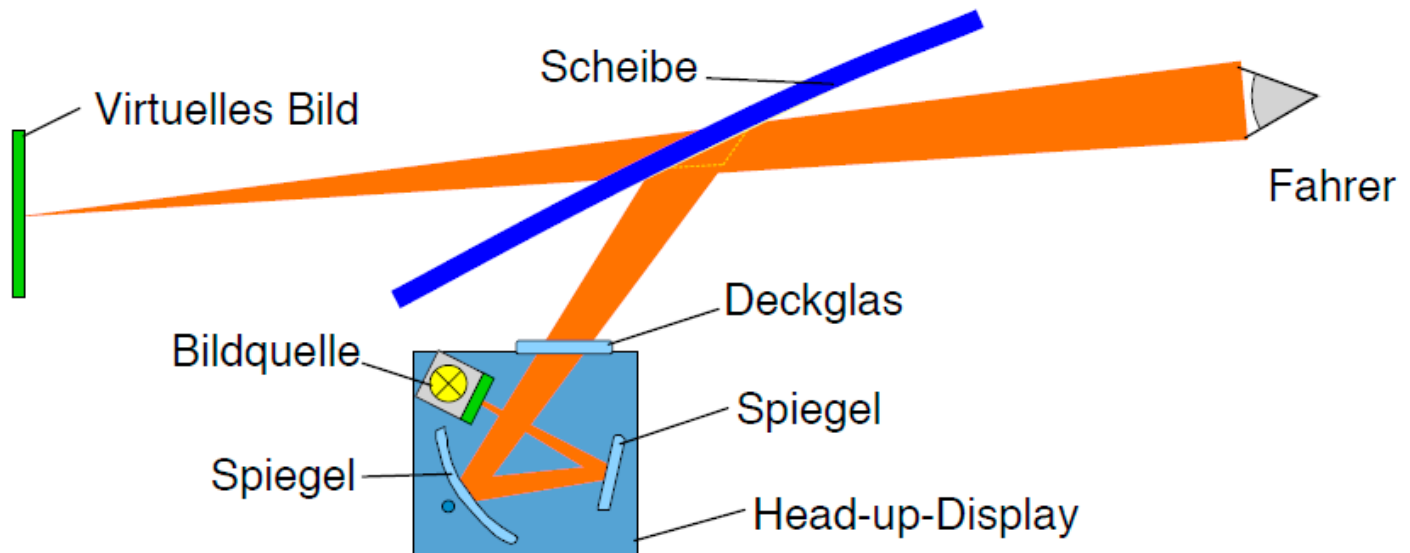 Scheibe
Virtuelles Bild
Fahrer
Deckglas
Bildquelle
Spiegel
Spiegel
Head-up-Display